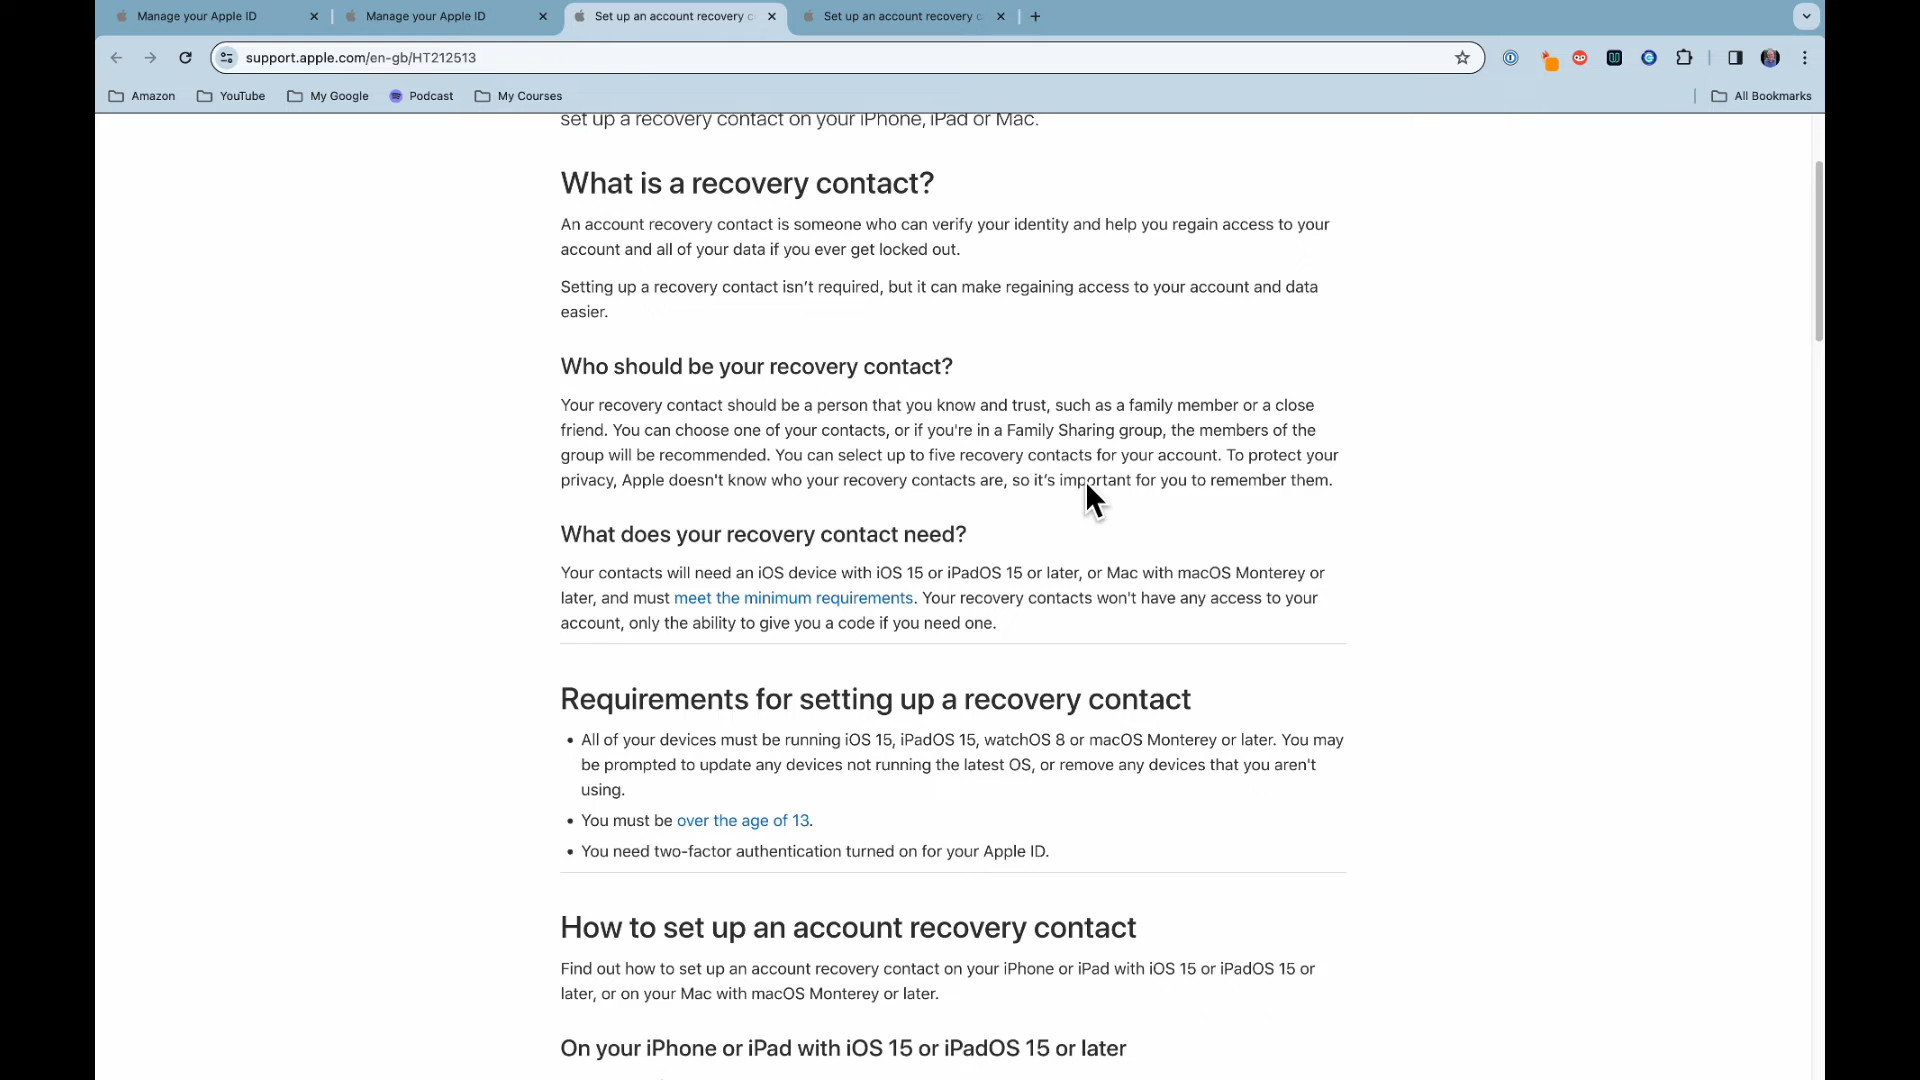 Manage your Apple ID
Manage your Apple ID
Set up an account recovery c
Set up an account recovery c
support.apple.com/en-gb/HT212513
Amazon
YouTube
My Google
Podcast
My Courses
All Bookmarks
set up a recovery contact on your iPhone, iPad or Mac.
What is a recovery contact?
An account recovery contact is someone who can verify your identity and help you regain access to your
account and all of your data if you ever get locked out.
Setting up a recovery contact isn’t required, but it can make regaining access to your account and data
easier.
Who should be your recovery contact?
Your recovery contact should be a person that you know and trust, such as a family member or a close
friend. You can choose one of your contacts, or if you're in a Family Sharing group, the members of the
group will be recommended. You can select up to five recovery contacts for your account. To protect your
privacy, Apple doesn't know who your recovery contacts are, so it’s important for you to remember them.
What does your recovery contact need?
Your contacts will need an iOS device with iOS 15 or iPadOS 15 or later, or Mac with macOS Monterey or
later, and must meet the minimum requirements. Your recovery contacts won't have any access to your
account, only the ability to give you a code if you need one.
Requirements for setting up a recovery contact
• All of your devices must be running iOS 15, iPadOS 15, watchOS 8 or macOS Monterey or later. You may
be prompted to update any devices not running the latest OS, or remove any devices that you aren't
using.
• You must be over the age of 13.
• You need two-factor authentication turned on for your Apple ID.
How to set up an account recovery contact
Find out how to set up an account recovery contact on your iPhone or iPad with iOS 15 or iPadOS 15 or
later, or on your Mac with macOS Monterey or later.
On your iPhone or iPad with iOS 15 or iPadOS 15 or later